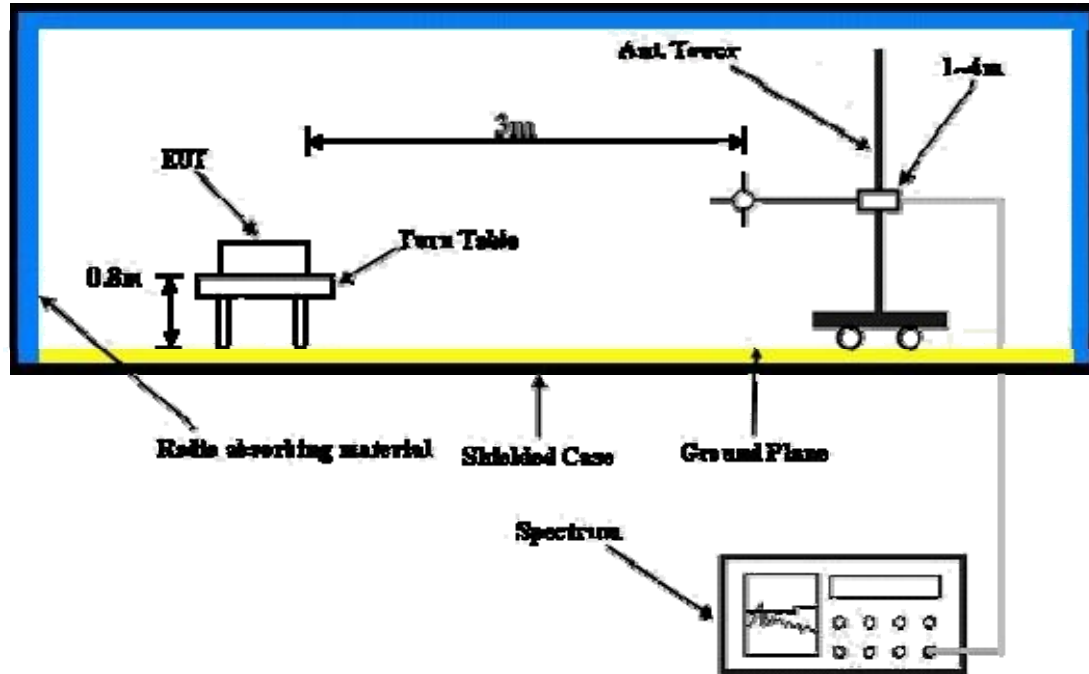 Ant. Tower
1-4m
3m
EUT
Turn Table
0.8m
Radio absorbing material
Shielded Case
Ground Plane
Spectrum